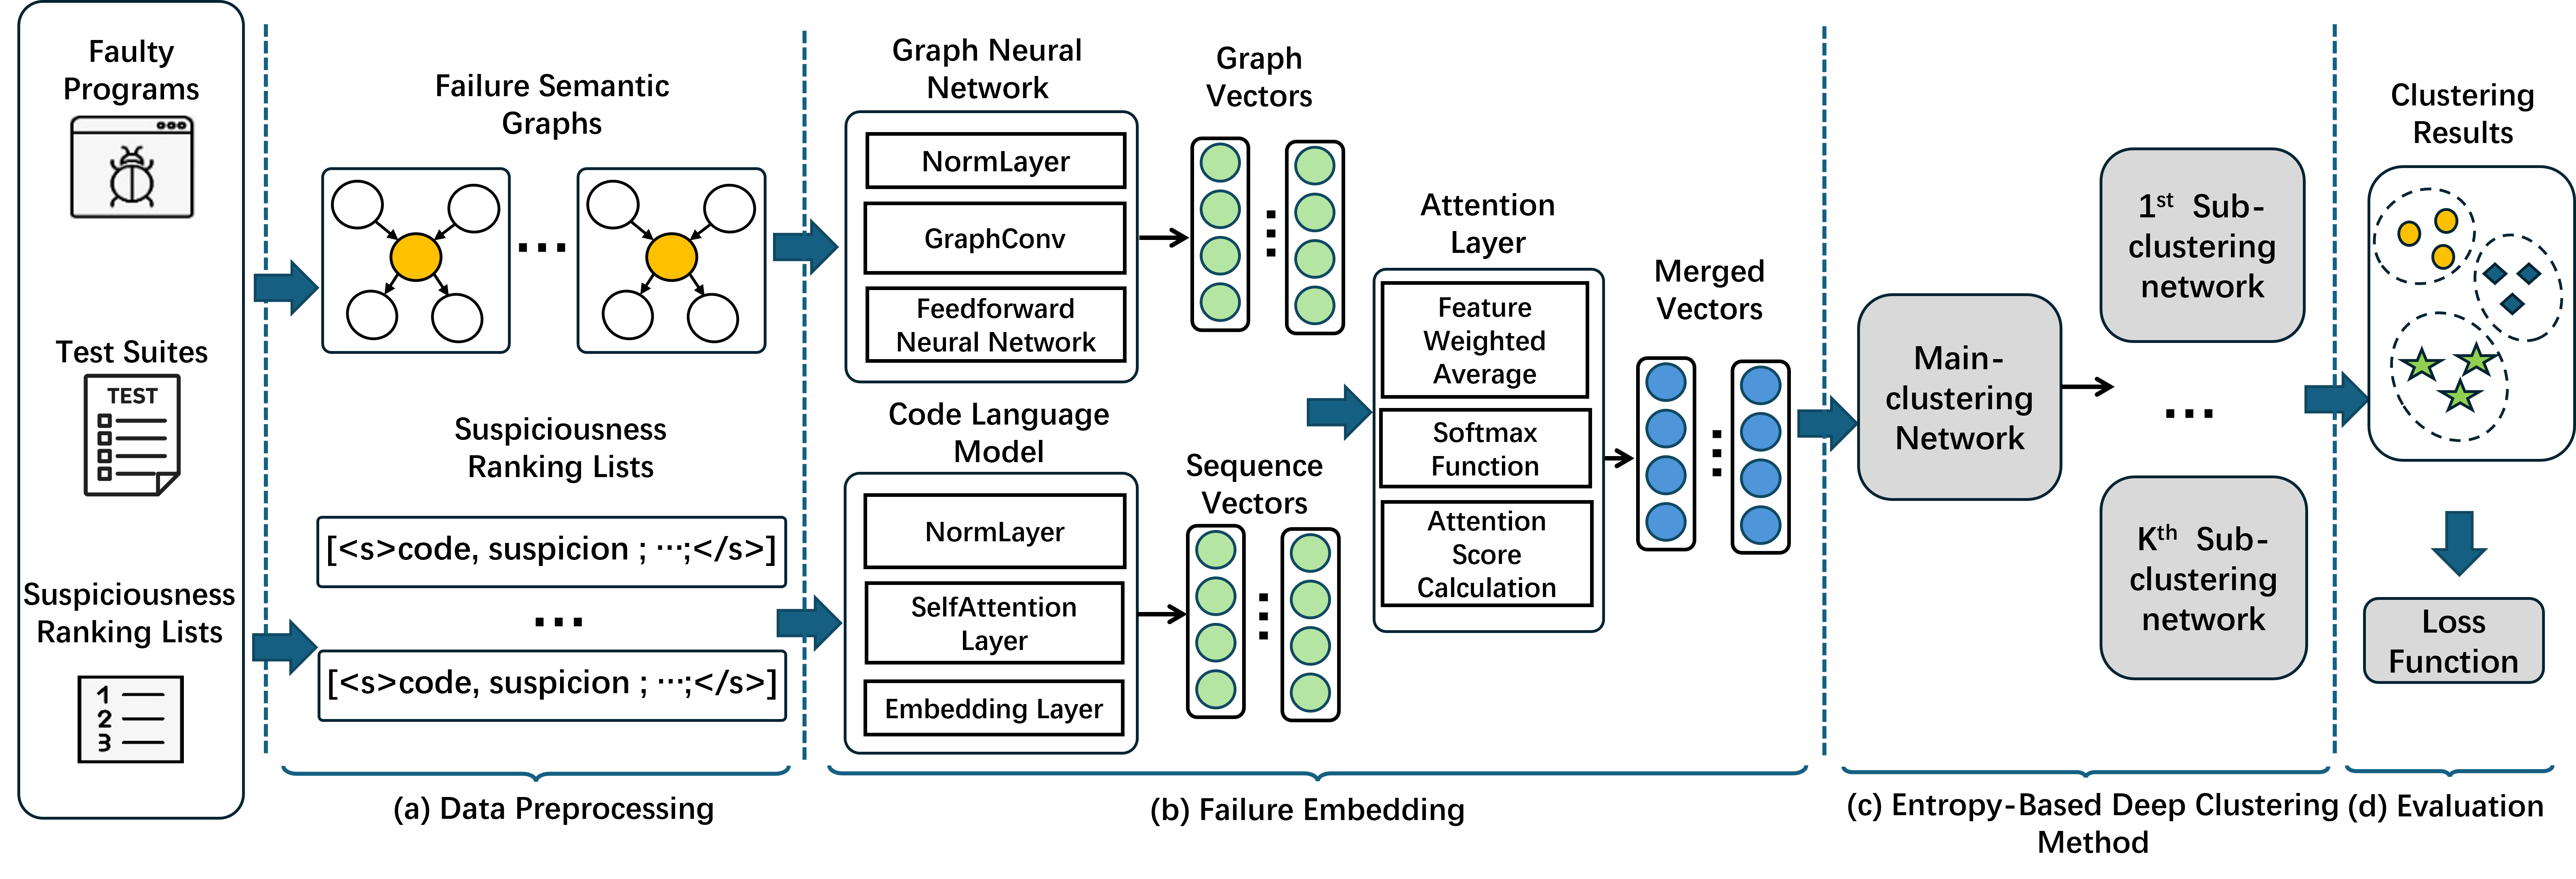 Faulty
Programs
Test Suites
TEST
Suspiciousness
Ranking Lists
1
2
3
Failure Semantic
Graphs
...
Suspiciousness
Ranking Lists
[<s>code, suspicion ; ···;</s>]
...
[<s>code, suspicion ; ···;</s>]
(a) Data Preprocessing
Graph Neural
Network
NormLayer
GraphConv
Feedforward
Neural Network
Code Language
Model
NormLayer
SelfAttention
Layer
Embedding Layer
Graph
Vectors
Sequence
Vectors
Attention
Layer
Feature
Weighted
Average
Softmax
Function
Attention
Score
Calculation
Merged
Vectors
(b) Failure Embedding
Main-
clustering
Network
1st Sub-
clustering
network
...
Kth Sub-
clustering
network
(c) Entropy-Based Deep Clustering
Method
Clustering
Results
Loss
Function
(d) Evaluation